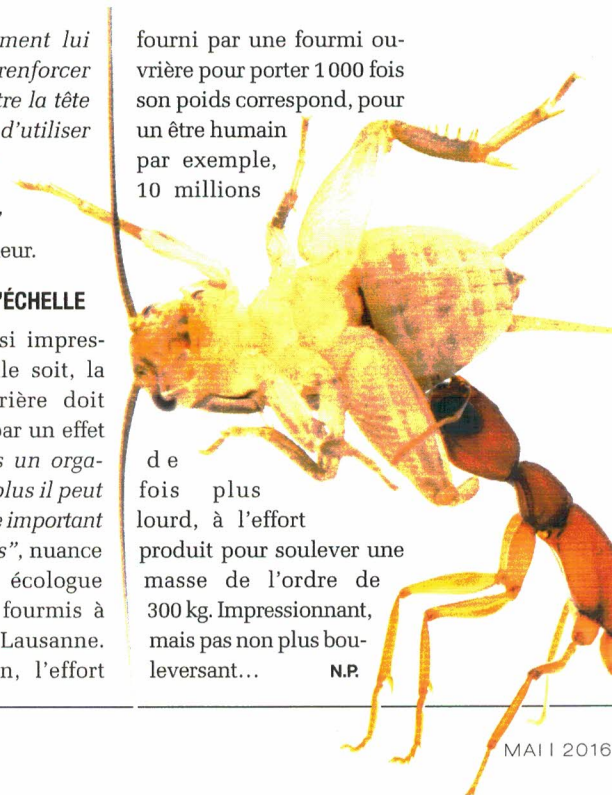 ment lui
renforcer
tre la tête
d'utiliser
eur.
'ÉCHELLE
si impres-
le soit, la
rière doit
par un effet
s un orga-
plus il peut
e important
s”, nuance
écologue
fourmis à
Lausanne.
n, l'effort
fourni par une fourmi ou-
vrière pour porter 1 000 fois
son poids correspond, pour
un être humain
par exemple,
10 millions
de
fois plus
lourd, à l'effort
produit pour soulever une
masse de l'ordre de
300 kg. Impressionnant,
mais pas non plus bou-
leversant... N.P.
MAI I 2016